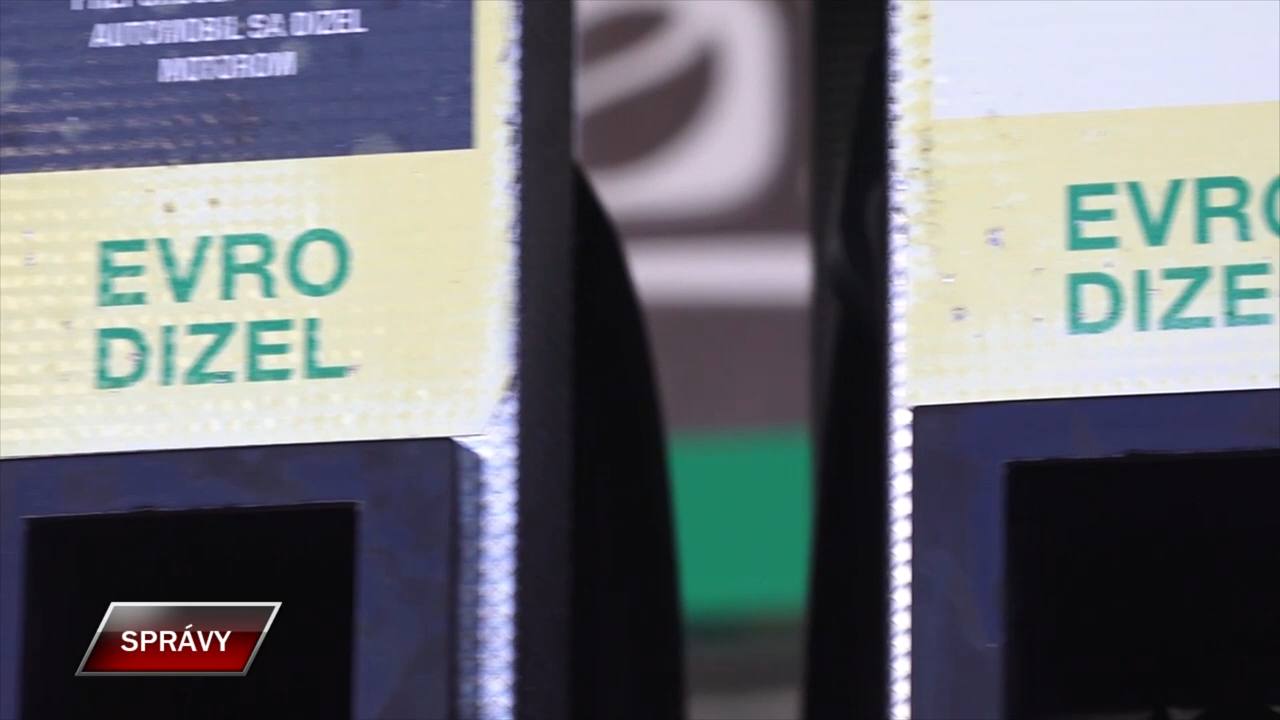 AUTOMOBIL SA DIZEL
MOTOROM
EVRO
DIZEL
EVRO
DIZE
SPRÁVY